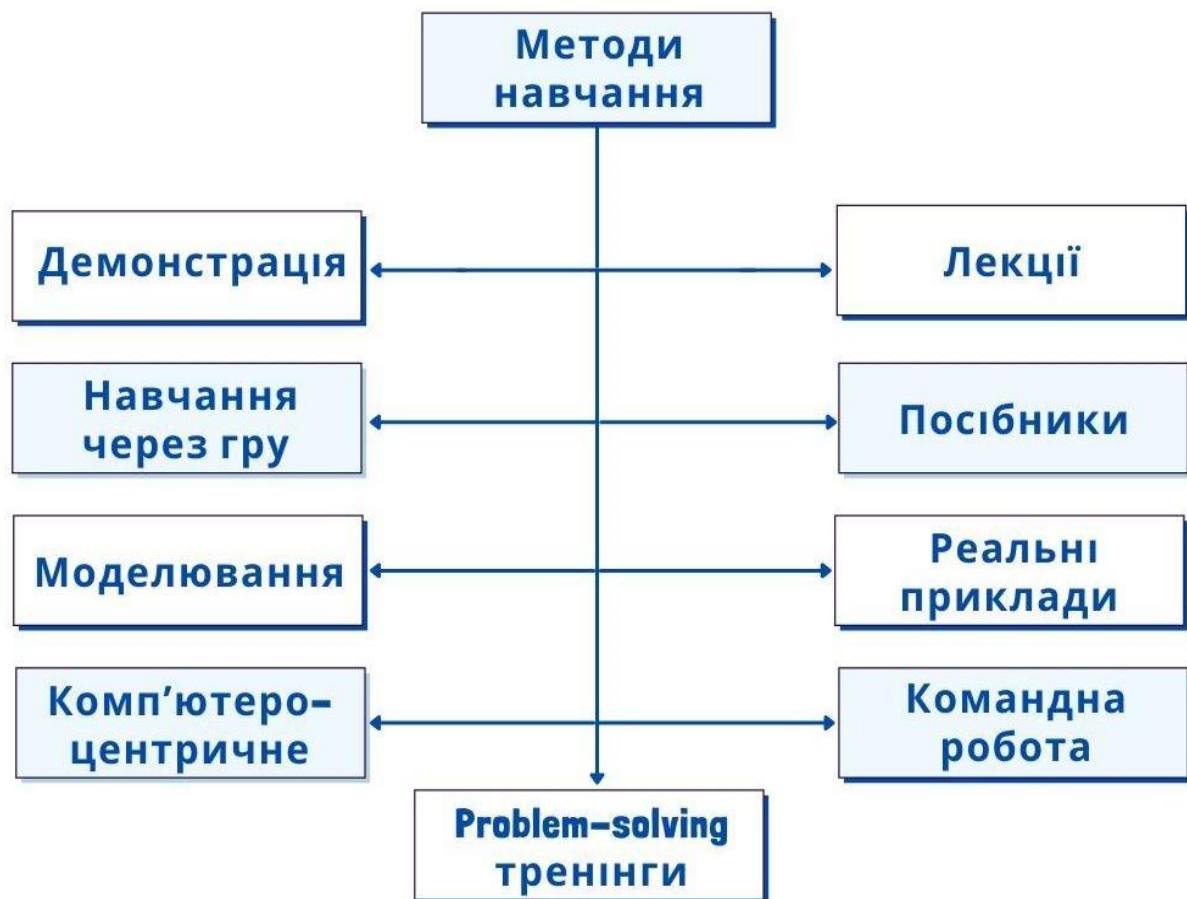 Методи
навчання
Демонстрація
Лекції
Навчання
через гру
Посібники
Моделювання
Реальні
приклади
Комп’ютеро–
центричне
Командна
робота
Problem–solving
тренінги